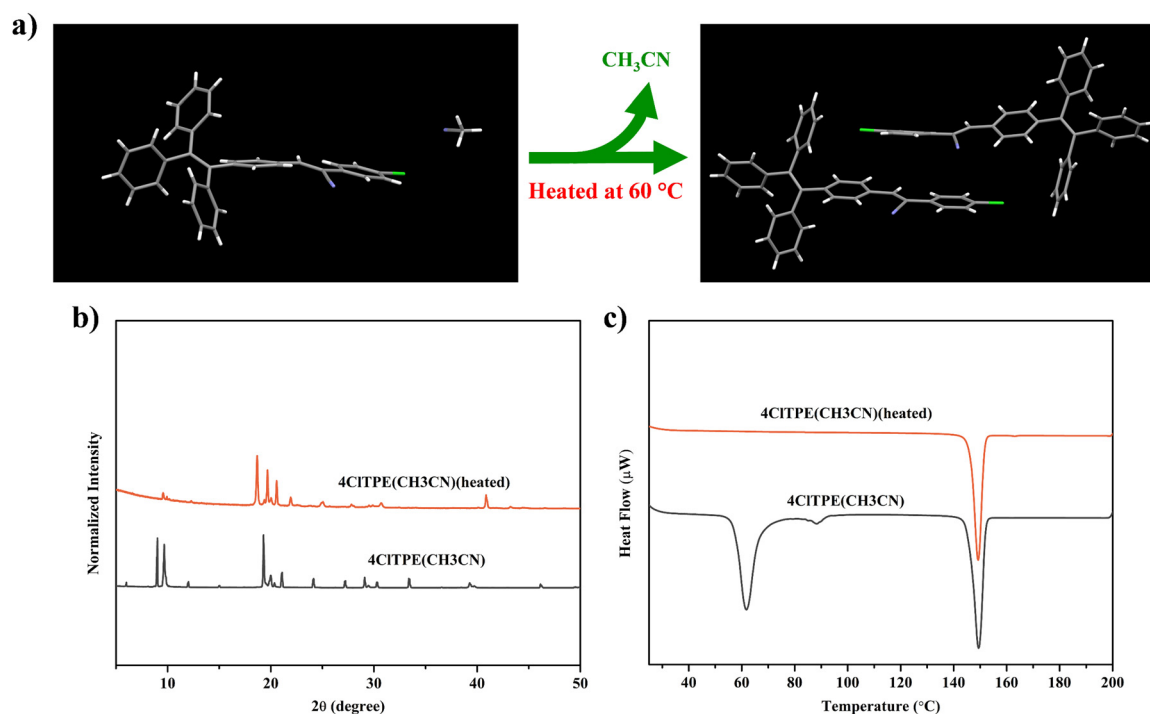 a)
CH₃CN
Heated at 60 °C
b)
Normalized Intensity
4ClTPE(CH3CN)(heated)
4ClTPE(CH3CN)
10 20 30 40 50
2θ (degree)
c)
Heat Flow (μW)
4ClTPE(CH3CN)(heated)
4ClTPE(CH3CN)
40 60 80 100 120 140 160 180 200
Temperature (°C)